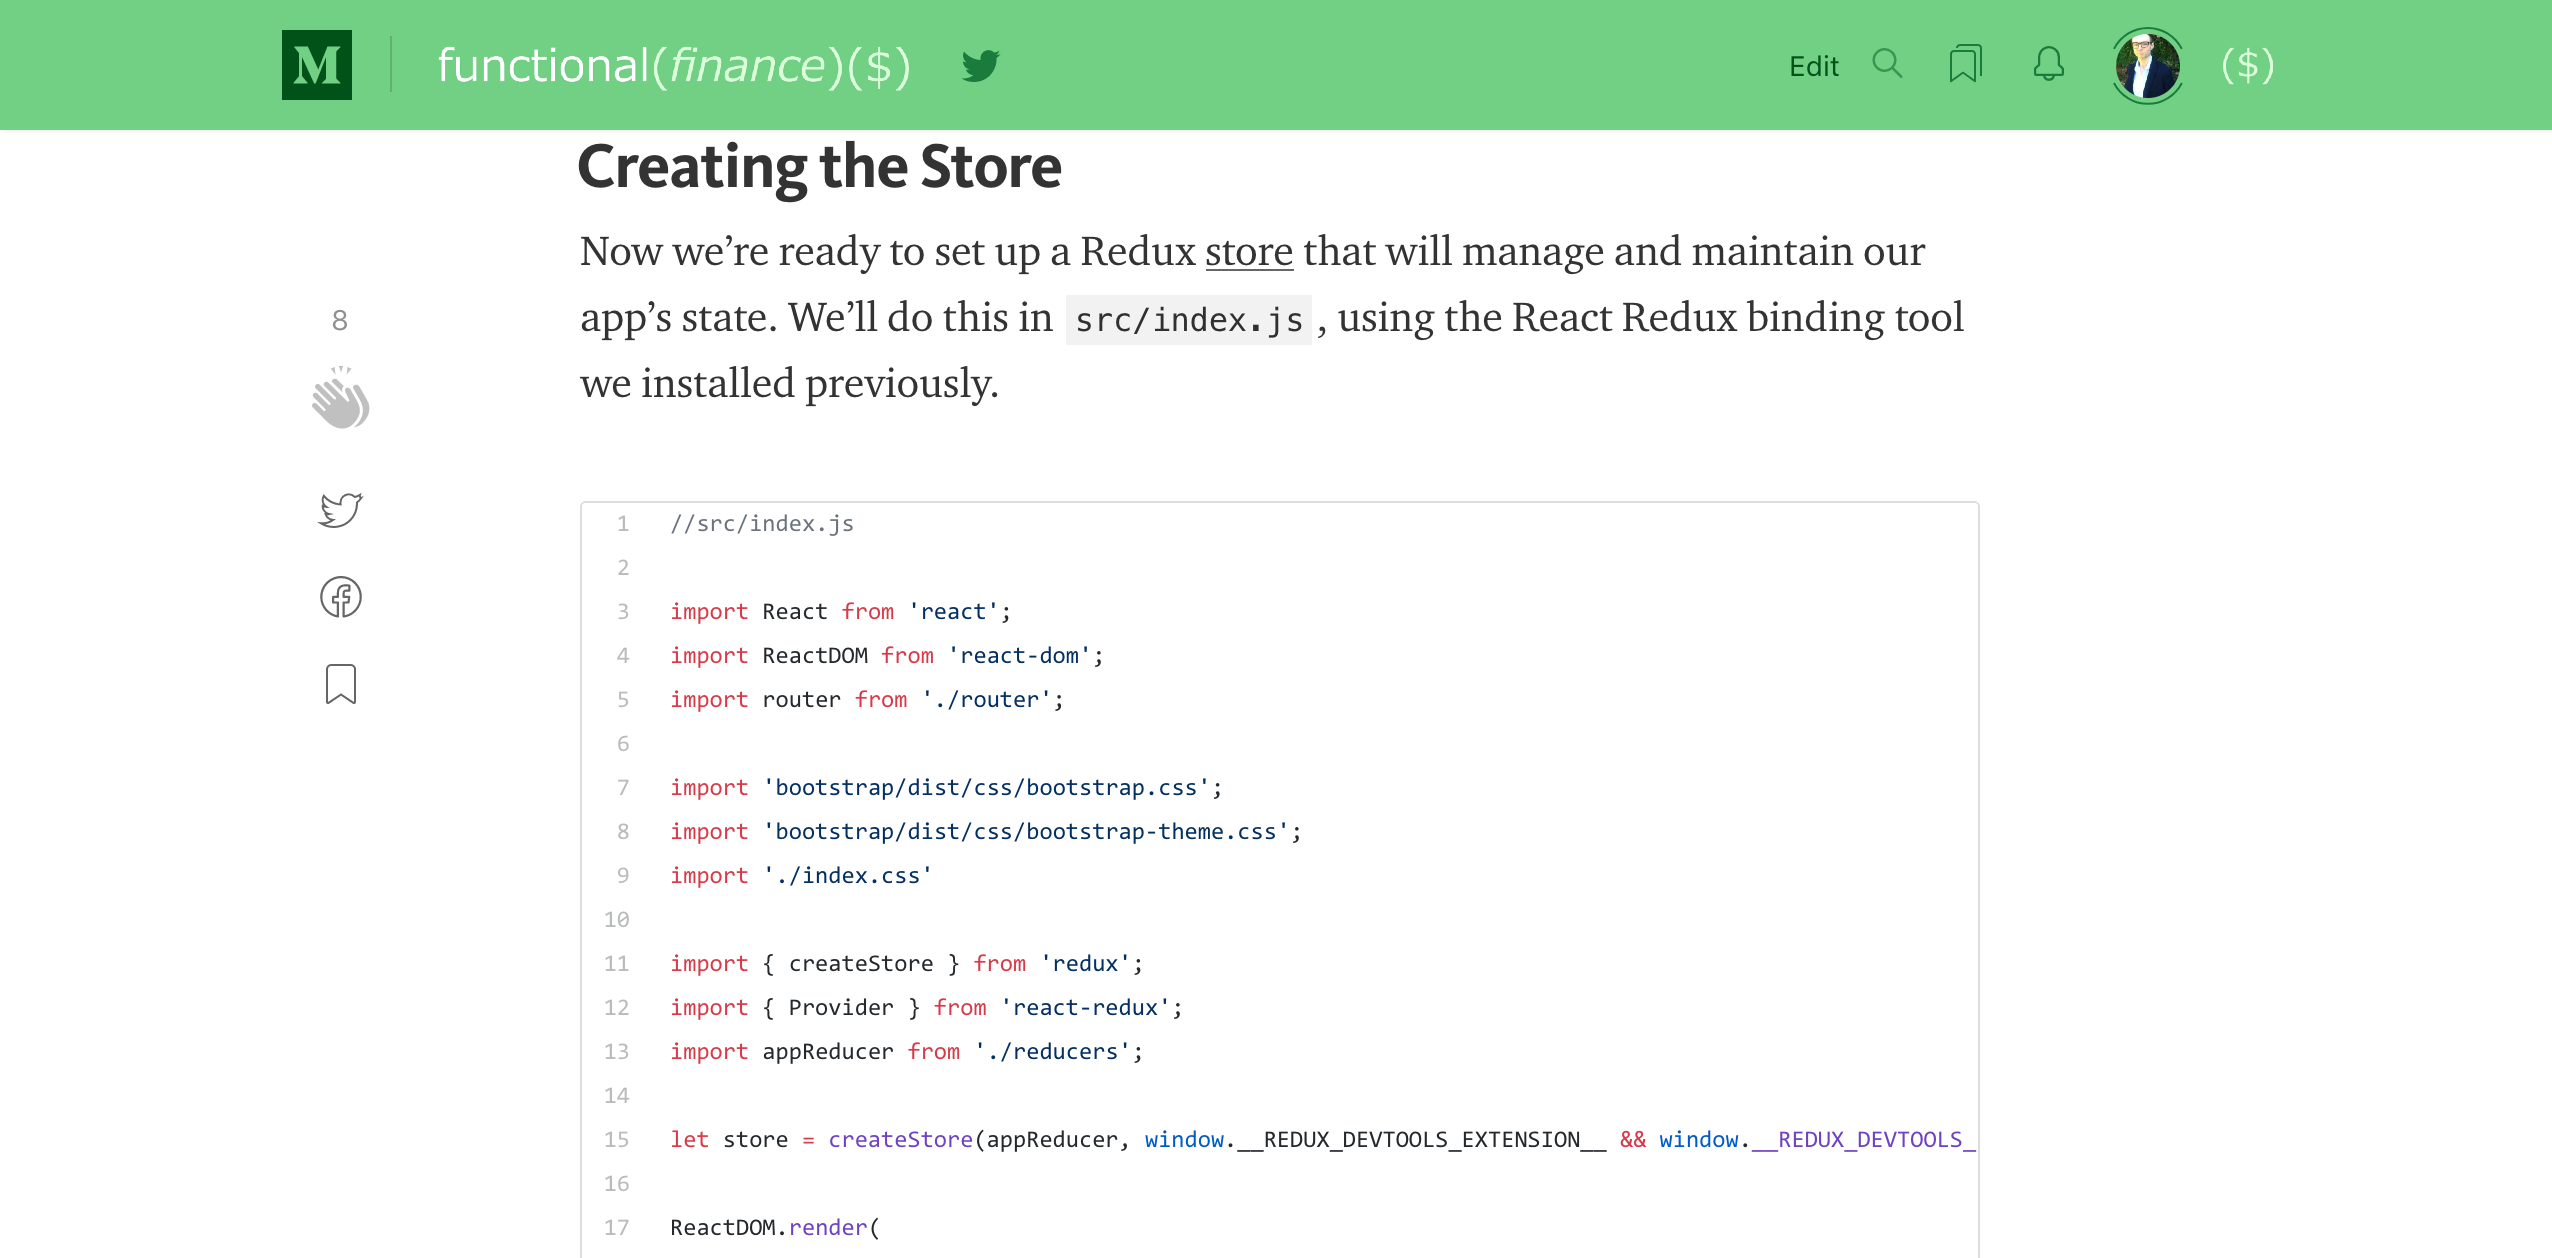 M
functional(finance)($)
Edit
($)
Creating the Store
Now we’re ready to set up a Redux store that will manage and maintain our
app’s state. We’ll do this in src/index.js, using the React Redux binding tool
we installed previously.
8
1 //src/index.js
2
3 import React from 'react';
4 import ReactDOM from 'react-dom';
5 import router from './router';
6
7 import 'bootstrap/dist/css/bootstrap.css';
8 import 'bootstrap/dist/css/bootstrap-theme.css';
9 import './index.css'
10
11 import { createStore } from 'redux';
12 import { Provider } from 'react-redux';
13 import appReducer from './reducers';
14
15 let store = createStore(appReducer, window.__REDUX_DEVTOOLS_EXTENSION__ && window.__REDUX_DEVTOOLS_
16
17 ReactDOM.render(